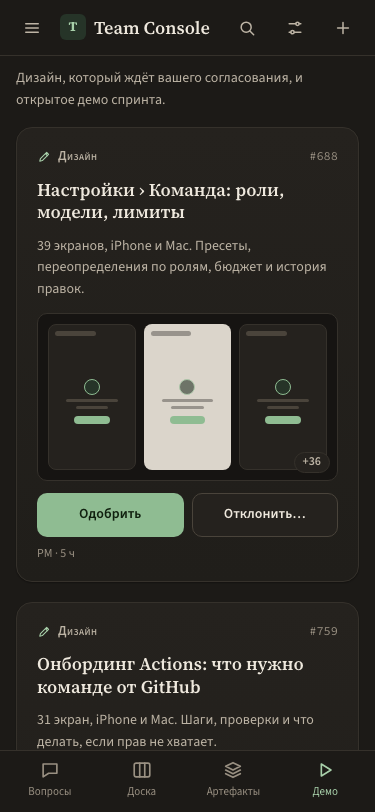 T Team Console
Дизайн, который ждёт вашего согласования, и
открытое демо спринта.
Дизайн #688
Настройки › Команда: роли,
модели, лимиты
39 экранов, iPhone и Mac. Пресеты,
переопределения по ролям, бюджет и история
правок.
+36
Одобрить Отклонить…
PM · 5 ч
Дизайн #759
Онбординг Actions: что нужно
команде от GitHub
31 экран, iPhone и Mac. Шаги, проверки и что
делать, если прав не хватает.
Вопросы Доска Артефакты Демо